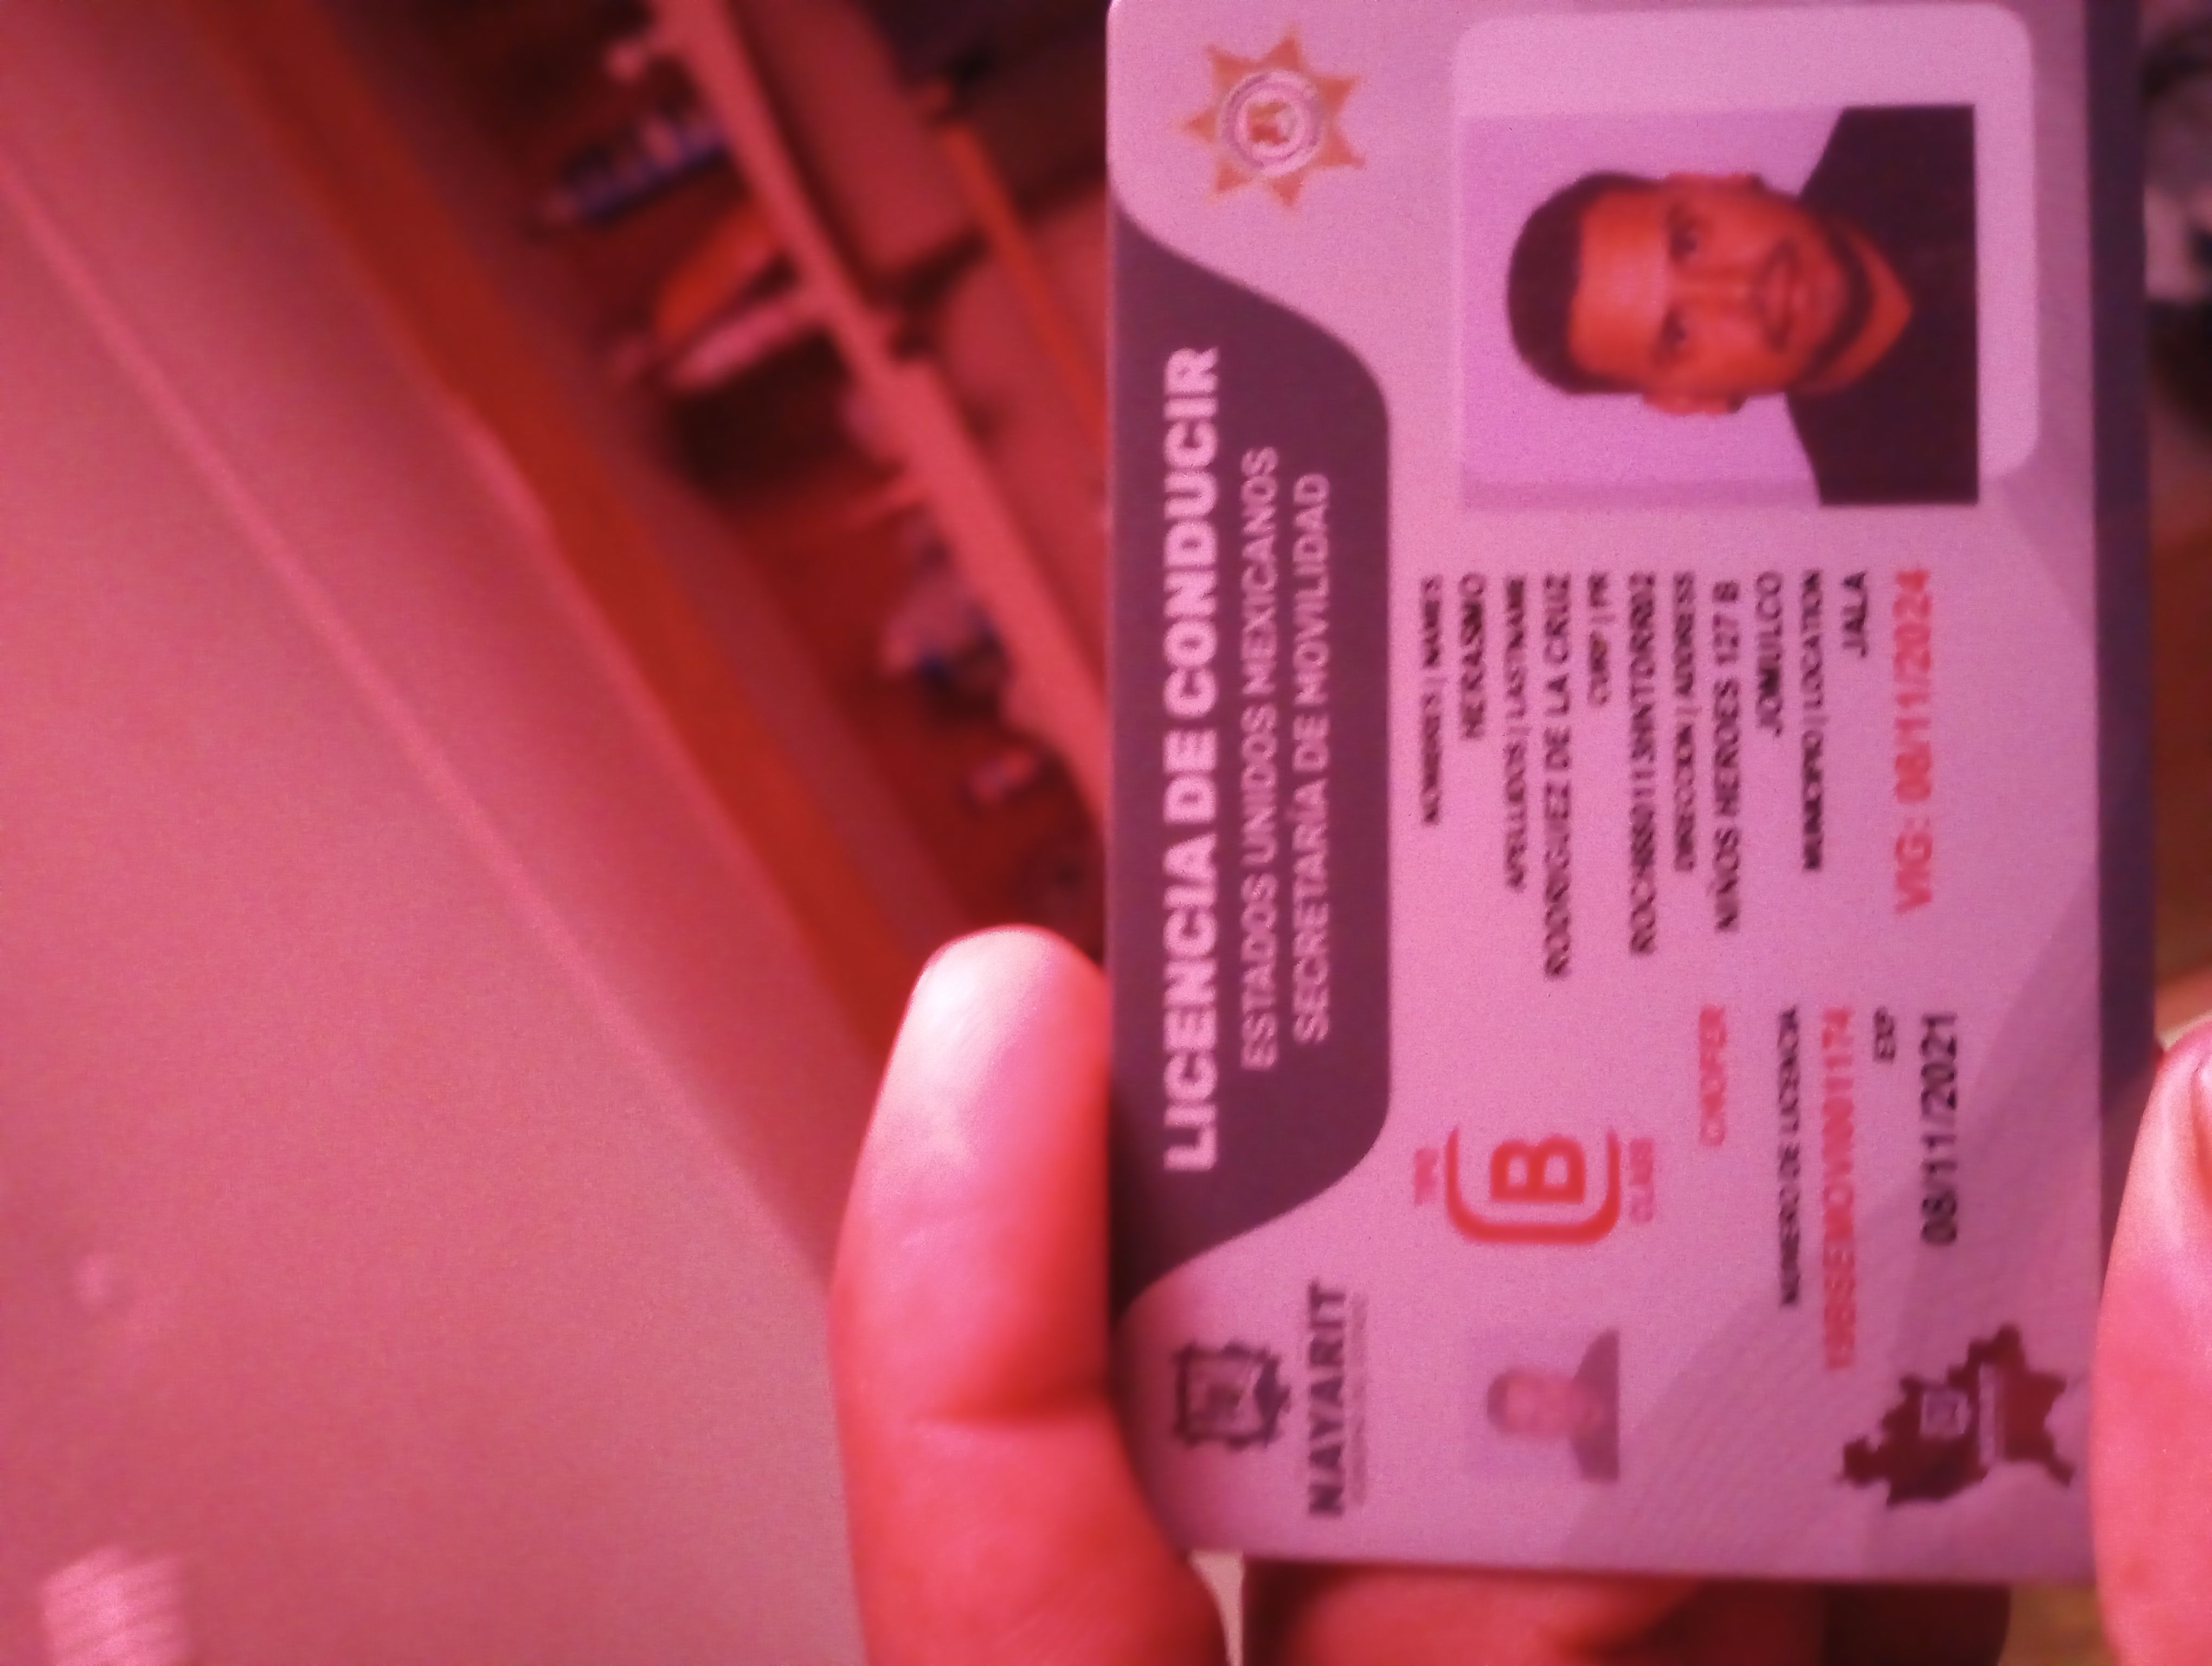 LICENCIA DE CONDUCIR
ESTADOS UNIDOS MEXICANOS
SECRETARÍA DE MOVILIDAD
NAYARIT
TIPO
B
CLASS
CHOFER
NUMERO DE LICENCIA
19BSEMOVI001174
EXP
08/11/2021
NOMBRES | NAMES
HERASMO
APELLIDOS | LASTNAME
RODRIGUEZ DE LA CRUZ
CURP | PR
ROCH880113HNTDRR02
DIRECCION | ADDRESS
NIÑOS HEROES 127 B
JOMULCO
MUNICIPIO | LOCATION
JALA
VIG: 08/11/2024